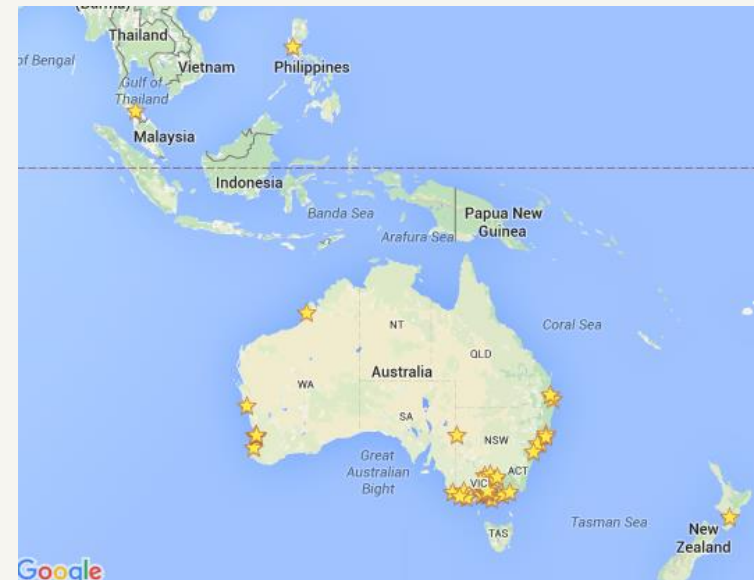 (Burma)
Thailand
of Bengal
Vietnam
Philippines
Gulf of
Thailand
Malaysia
Indonesia
Banda Sea
Papua New
Guinea
Arafura Sea
Coral Sea
NT
QLD
Australia
WA
SA
NSW
Great
Australian
Bight
VIC
ACT
TAS
Tasman Sea
New
Zealand
Google